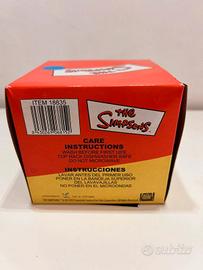 ITEM 18635
THE
SIMPSONS
CARE
INSTRUCTIONS
WASH BEFORE FIRST USE
TOP RACK DISHWASHER SAFE
DO NOT MICROWAVE
INSTRUCCIONES
LAVAR ANTES DEL PRIMER USO
PONER EN LA BANDEJA SUPERIOR
DEL LAVAVAJILLAS
NO PONER EN EL MICROONDAS
subito